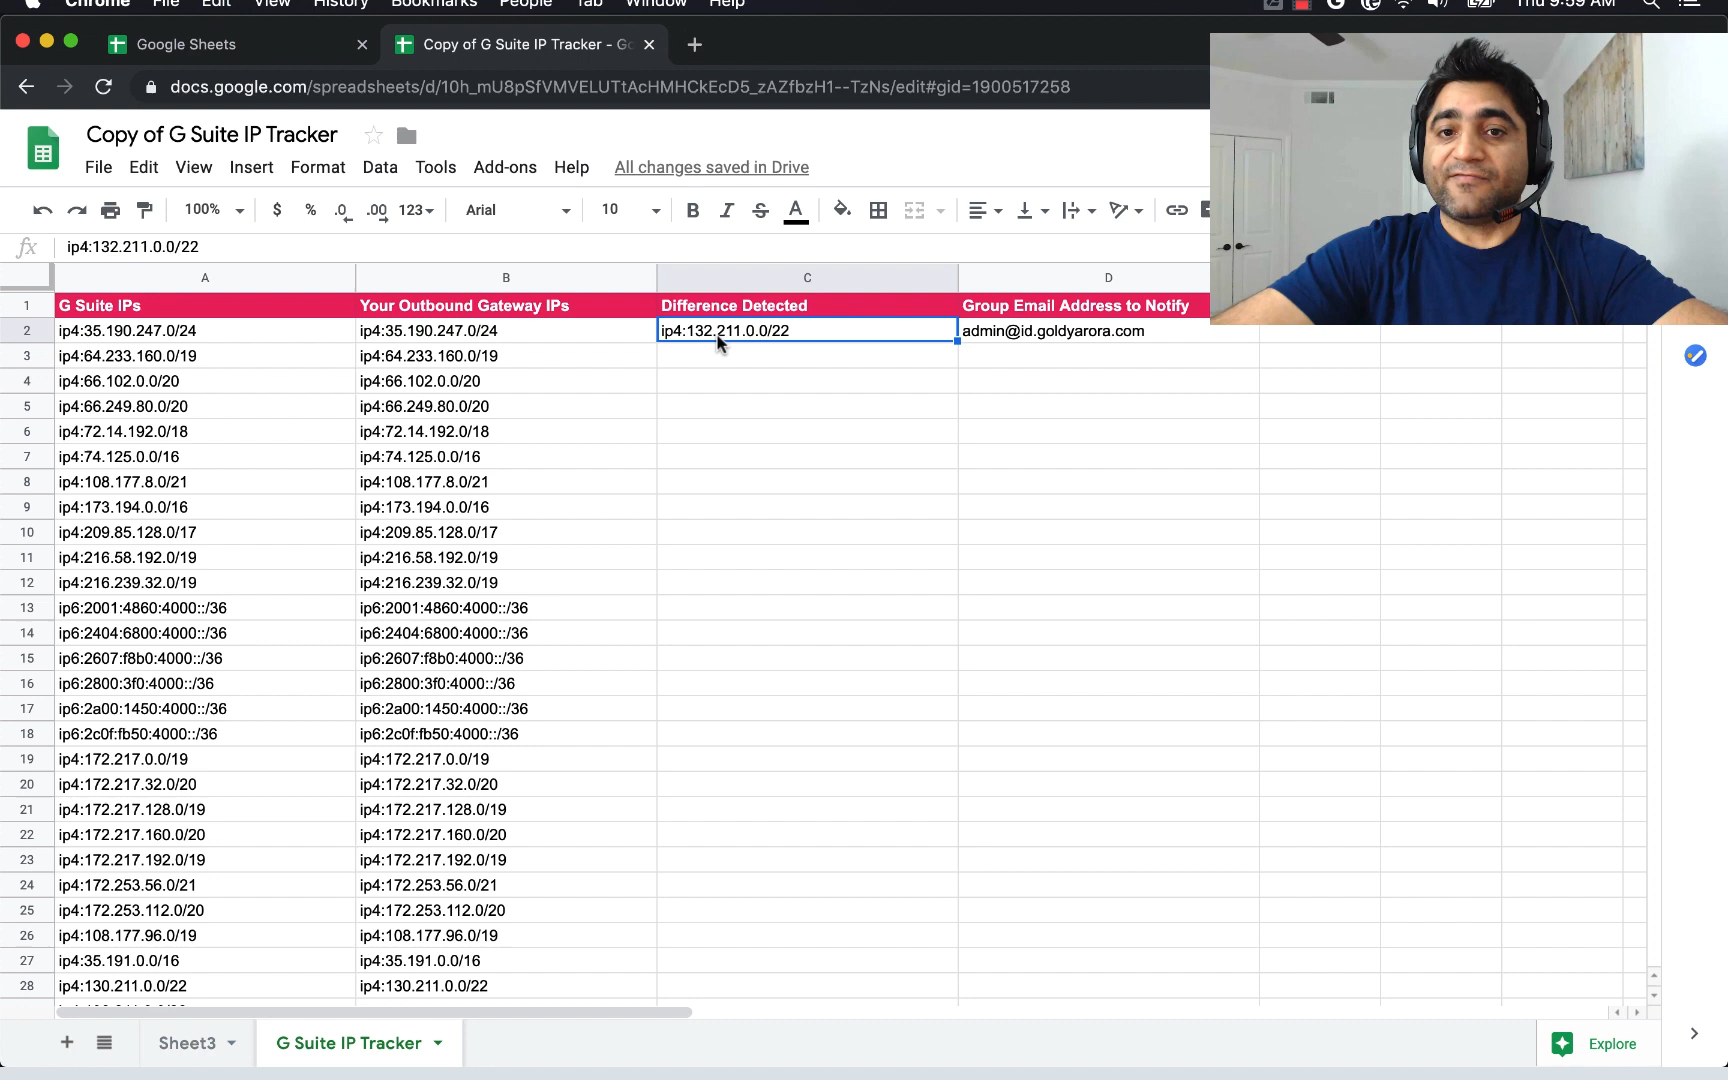 Chrome File Edit View History Bookmarks People Tab Window Help Thu 9:59 AM
Google Sheets
Copy of G Suite IP Tracker - Go
docs.google.com/spreadsheets/d/10h_mU8pSfVMVELUTtAcHMHCkEcD5_zAZfbzH1--TzNs/edit#gid=1900517258
Copy of G Suite IP Tracker
File Edit View Insert Format Data Tools Add-ons Help All changes saved in Drive
100% $ % .0 .00 123 Arial 10 B I S A
fx ip4:132.211.0.0/22
A B C D
1 G Suite IPs Your Outbound Gateway IPs Difference Detected Group Email Address to Notify
2 ip4:35.190.247.0/24 ip4:35.190.247.0/24 ip4:132.211.0.0/22 admin@id.goldyarora.com
3 ip4:64.233.160.0/19 ip4:64.233.160.0/19
4 ip4:66.102.0.0/20 ip4:66.102.0.0/20
5 ip4:66.249.80.0/20 ip4:66.249.80.0/20
6 ip4:72.14.192.0/18 ip4:72.14.192.0/18
7 ip4:74.125.0.0/16 ip4:74.125.0.0/16
8 ip4:108.177.8.0/21 ip4:108.177.8.0/21
9 ip4:173.194.0.0/16 ip4:173.194.0.0/16
10 ip4:209.85.128.0/17 ip4:209.85.128.0/17
11 ip4:216.58.192.0/19 ip4:216.58.192.0/19
12 ip4:216.239.32.0/19 ip4:216.239.32.0/19
13 ip6:2001:4860:4000::/36 ip6:2001:4860:4000::/36
14 ip6:2404:6800:4000::/36 ip6:2404:6800:4000::/36
15 ip6:2607:f8b0:4000::/36 ip6:2607:f8b0:4000::/36
16 ip6:2800:3f0:4000::/36 ip6:2800:3f0:4000::/36
17 ip6:2a00:1450:4000::/36 ip6:2a00:1450:4000::/36
18 ip6:2c0f:fb50:4000::/36 ip6:2c0f:fb50:4000::/36
19 ip4:172.217.0.0/19 ip4:172.217.0.0/19
20 ip4:172.217.32.0/20 ip4:172.217.32.0/20
21 ip4:172.217.128.0/19 ip4:172.217.128.0/19
22 ip4:172.217.160.0/20 ip4:172.217.160.0/20
23 ip4:172.217.192.0/19 ip4:172.217.192.0/19
24 ip4:172.253.56.0/21 ip4:172.253.56.0/21
25 ip4:172.253.112.0/20 ip4:172.253.112.0/20
26 ip4:108.177.96.0/19 ip4:108.177.96.0/19
27 ip4:35.191.0.0/16 ip4:35.191.0.0/16
28 ip4:130.211.0.0/22 ip4:130.211.0.0/22
Sheet3 G Suite IP Tracker Explore